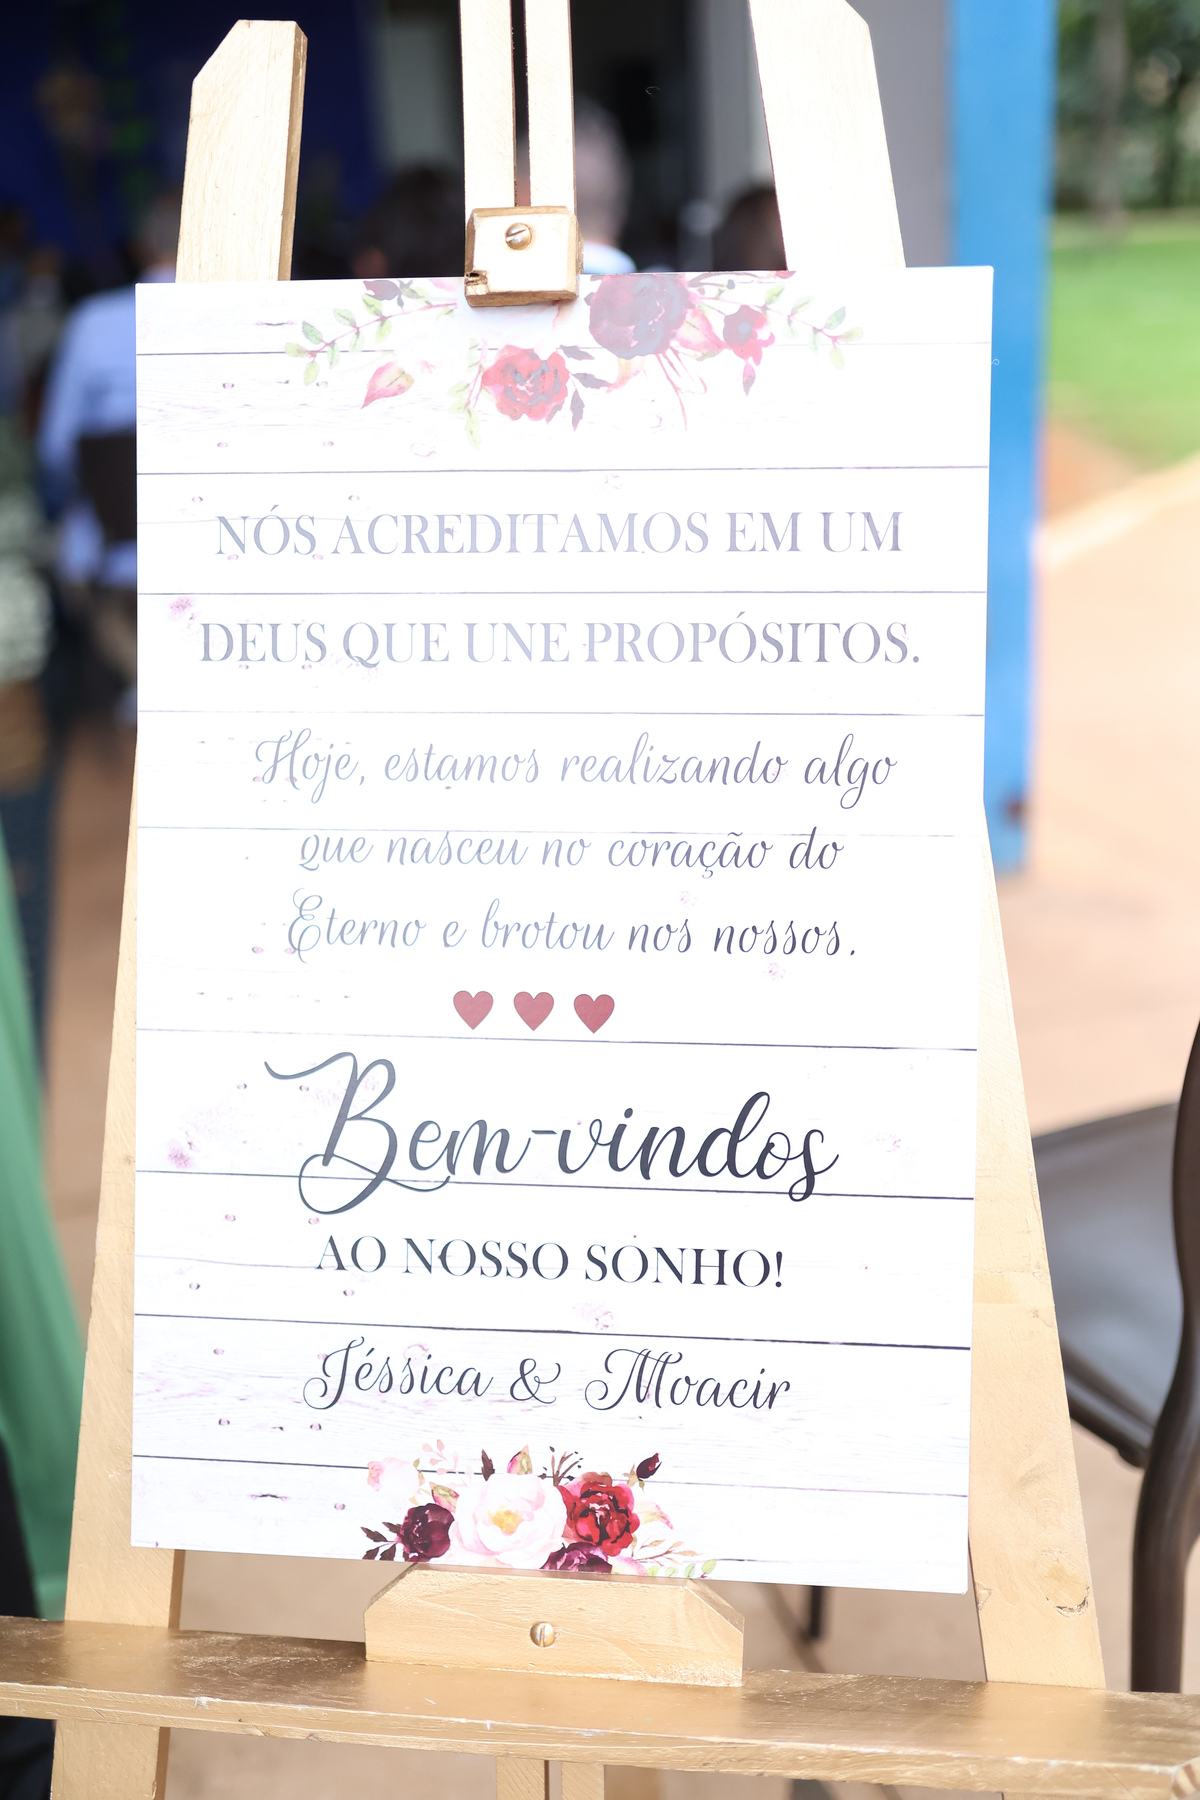 NÓS ACREDITAMOS EM UM
DEUS QUE UNE PROPÓSITOS.
Hoje, estamos realizando algo
que nasceu no coração do
Eterno e brotou nos nossos.
Bem-vindos
AO NOSSO SONHO!
Jéssica & Moacir